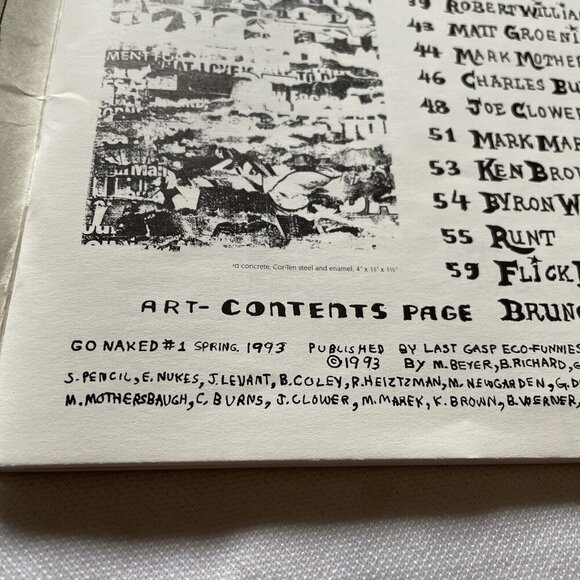 39 ROBERT WILLIA
43 MATT GROENI
44 MARK MOTHER
46 CHARLES BU
48 JOE CLOWER
51 MARK MAR
53 KEN BROW
54 BYRON W
55 RUNT
59 FLICK
d concrete, Cor-Ten steel and enamel. 4' x 11' x 1½'
ART- CONTENTS PAGE BRUNO
GO NAKED #1 SPRING. 1993 PUBLISHED BY LAST GASP ECO-FUNNIES
©1993 BY M. BEYER, B. RICHARD,
S. PENCIL, E. NUKES, J. LEVANT, B. COLEY, R. HEITZMAN, M. NEWGARDEN, G. D
M. MOTHERSBAUGH, C. BURNS, J. CLOWER, M. MAREK, K. BROWN, B. WERNER,